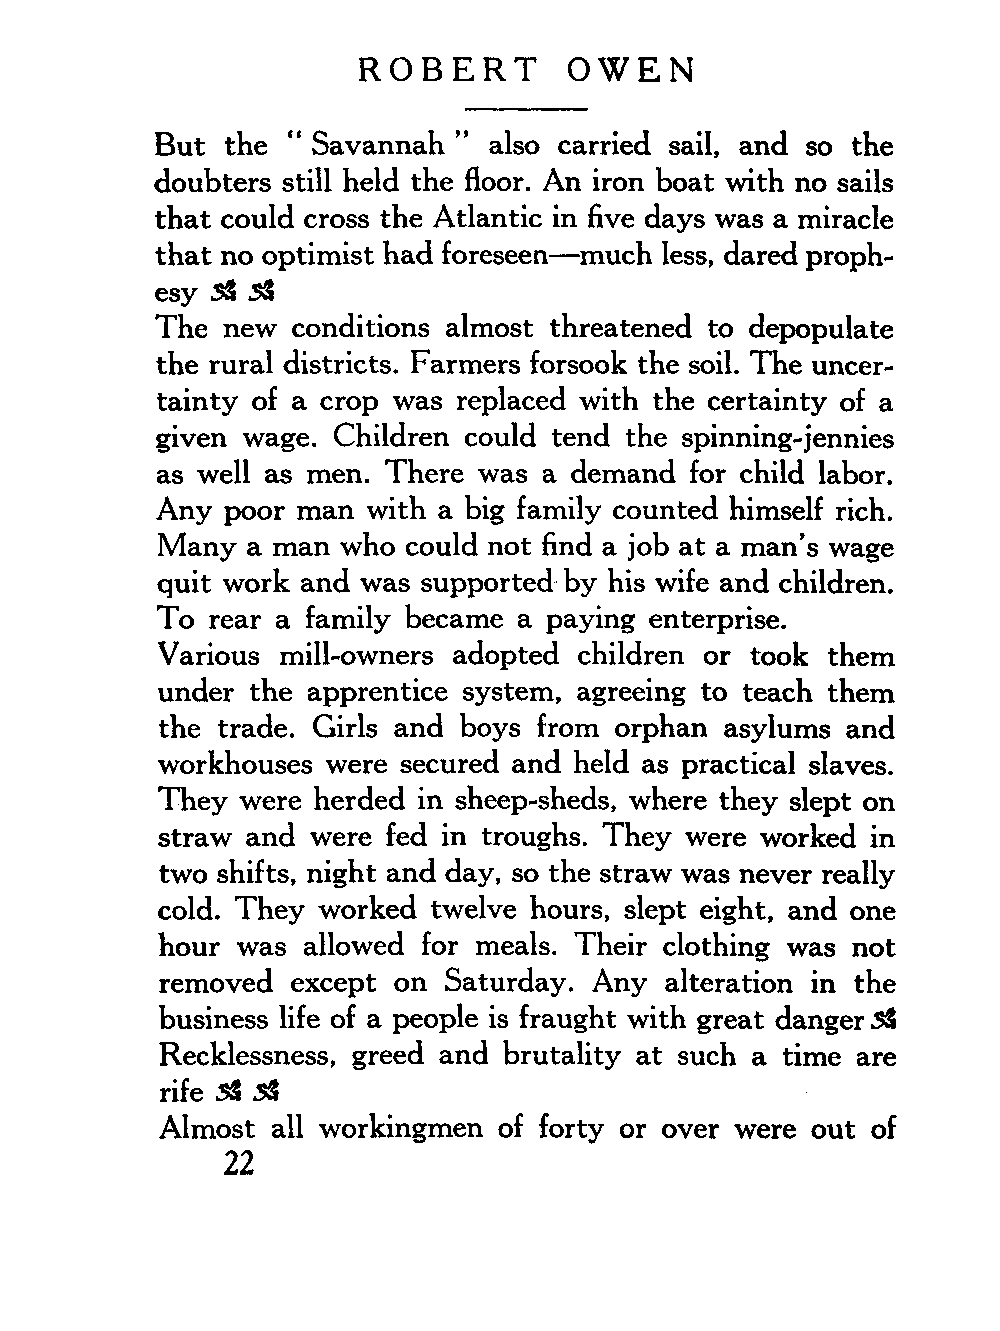 ROBERT OWEN
But the “ Savannah ” also carried sail, and so the
doubters still held the floor. An iron boat with no sails
that could cross the Atlantic in five days was a miracle
that no optimist had foreseen—much less, dared proph-
esy
The new conditions almost threatened to depopulate
the rural districts. Farmers forsook the soil. The uncer-
tainty of a crop was replaced with the certainty of a
given wage. Children could tend the spinning-jennies
as well as men. There was a demand for child labor.
Any poor man with a big family counted himself rich.
Many a man who could not find a job at a man's wage
quit work and was supported by his wife and children.
To rear a family became a paying enterprise.
Various mill-owners adopted children or took them
under the apprentice system, agreeing to teach them
the trade. Girls and boys from orphan asylums and
workhouses were secured and held as practical slaves.
They were herded in sheep-sheds, where they slept on
straw and were fed in troughs. They were worked in
two shifts, night and day, so the straw was never really
cold. They worked twelve hours, slept eight, and one
hour was allowed for meals. Their clothing was not
removed except on Saturday. Any alteration in the
business life of a people is fraught with great danger
Recklessness, greed and brutality at such a time are
rife
Almost all workingmen of forty or over were out of
22